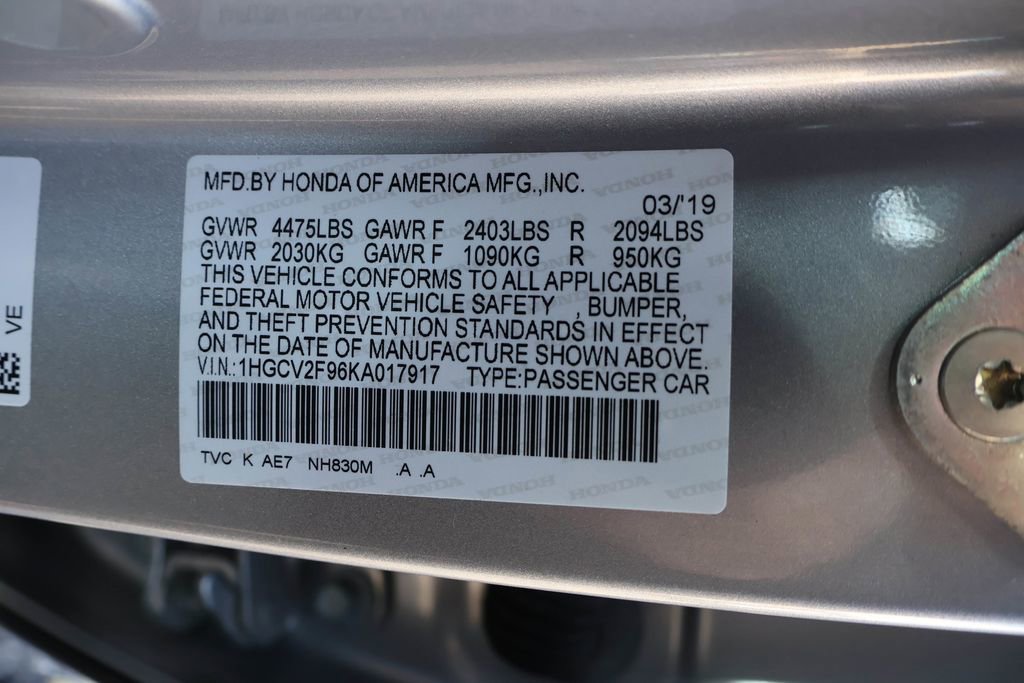 MFD.BY HONDA OF AMERICA MFG.,INC.
03/'19
GVWR 4475LBS GAWR F 2403LBS R 2094LBS
GVWR 2030KG GAWR F 1090KG R 950KG
THIS VEHICLE CONFORMS TO ALL APPLICABLE
FEDERAL MOTOR VEHICLE SAFETY , BUMPER,
AND THEFT PREVENTION STANDARDS IN EFFECT
ON THE DATE OF MANUFACTURE SHOWN ABOVE.
V.I.N.:1HGCV2F96KA017917 TYPE:PASSENGER CAR
TVC K AE7 NH830M .A .A
VE